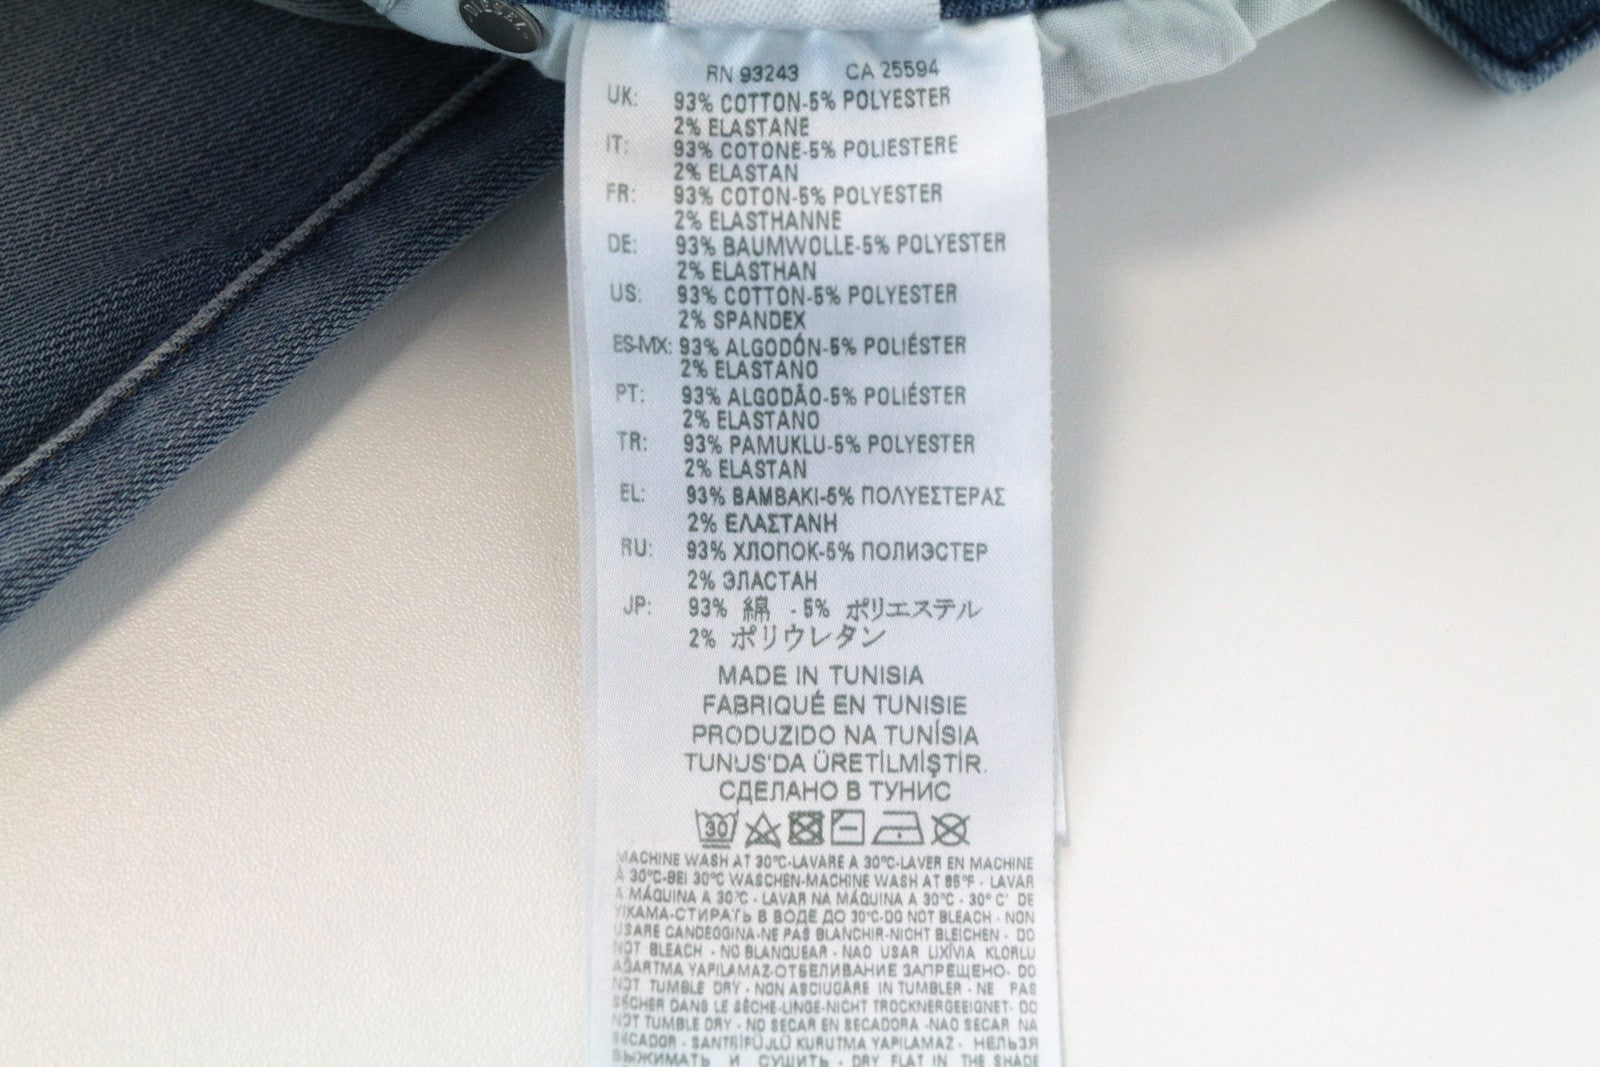 DIESEL
RN 93243 CA 25594
UK: 93% COTTON-5% POLYESTER
2% ELASTANE
IT: 93% COTONE-5% POLIESTERE
2% ELASTAN
FR: 93% COTON-5% POLYESTER
2% ELASTHANNE
DE: 93% BAUMWOLLE-5% POLYESTER
2% ELASTHAN
US: 93% COTTON-5% POLYESTER
2% SPANDEX
ES-MX: 93% ALGODÓN-5% POLIÉSTER
2% ELASTANO
PT: 93% ALGODÃO-5% POLIÉSTER
2% ELASTANO
TR: 93% PAMUKLU-5% POLYESTER
2% ELASTAN
EL: 93% ΒΑΜΒΑΚΙ-5% ΠΟΛΥΕΣΤΕΡΑΣ
2% ΕΛΑΣΤΑΝΗ
RU: 93% ХЛОПОК-5% ПОЛИЭСТЕР
2% ЭЛАСТАН
JP: 93% 綿 - 5% ポリエステル
2% ポリウレタン
MADE IN TUNISIA
FABRIQUÉ EN TUNISIE
PRODUZIDO NA TUNÍSIA
TUNUS'DA ÜRETİLMİŞTİR.
СДЕЛАНО В ТУНИС
30
MACHINE WASH AT 30°C-LAVARE A 30°C-LAVER EN MACHINE
À 30°C-BEI 30°C WASCHEN-MACHINE WASH AT 85°F - LAVAR
A MÁQUINA A 30°C - LAVAR NA MÁQUINA A 30°C - 30° C' DE
YIKAMA-СТИРАТЬ В ВОДЕ ДО 30°C-DO NOT BLEACH - NON
USARE CANDEGGINA-NE PAS BLANCHIR-NICHT BLEICHEN - DO
NOT BLEACH - NO BLANQUEAR - NAO USAR LIXÍVIA KLORLU
AĞARTMA YAPILAMAZ-ОТБЕЛИВАНИЕ ЗАПРЕЩЕНО- DO
NOT TUMBLE DRY - NON ASCIUGARE IN TUMBLER - NE PAS
SÉCHER DANS LE SÈCHE-LINGE-NICHT TROCKNERGEEIGNET- DO
NOT TUMBLE DRY - NO SECAR EN SECADORA -NAO SECAR NA
SECADOR - SANTRİFÜJLÜ KURUTMA YAPILAMAZ - НЕЛЬЗЯ
ВЫЖИМАТЬ И СУШИТЬ - DRY FLAT IN THE SHADE